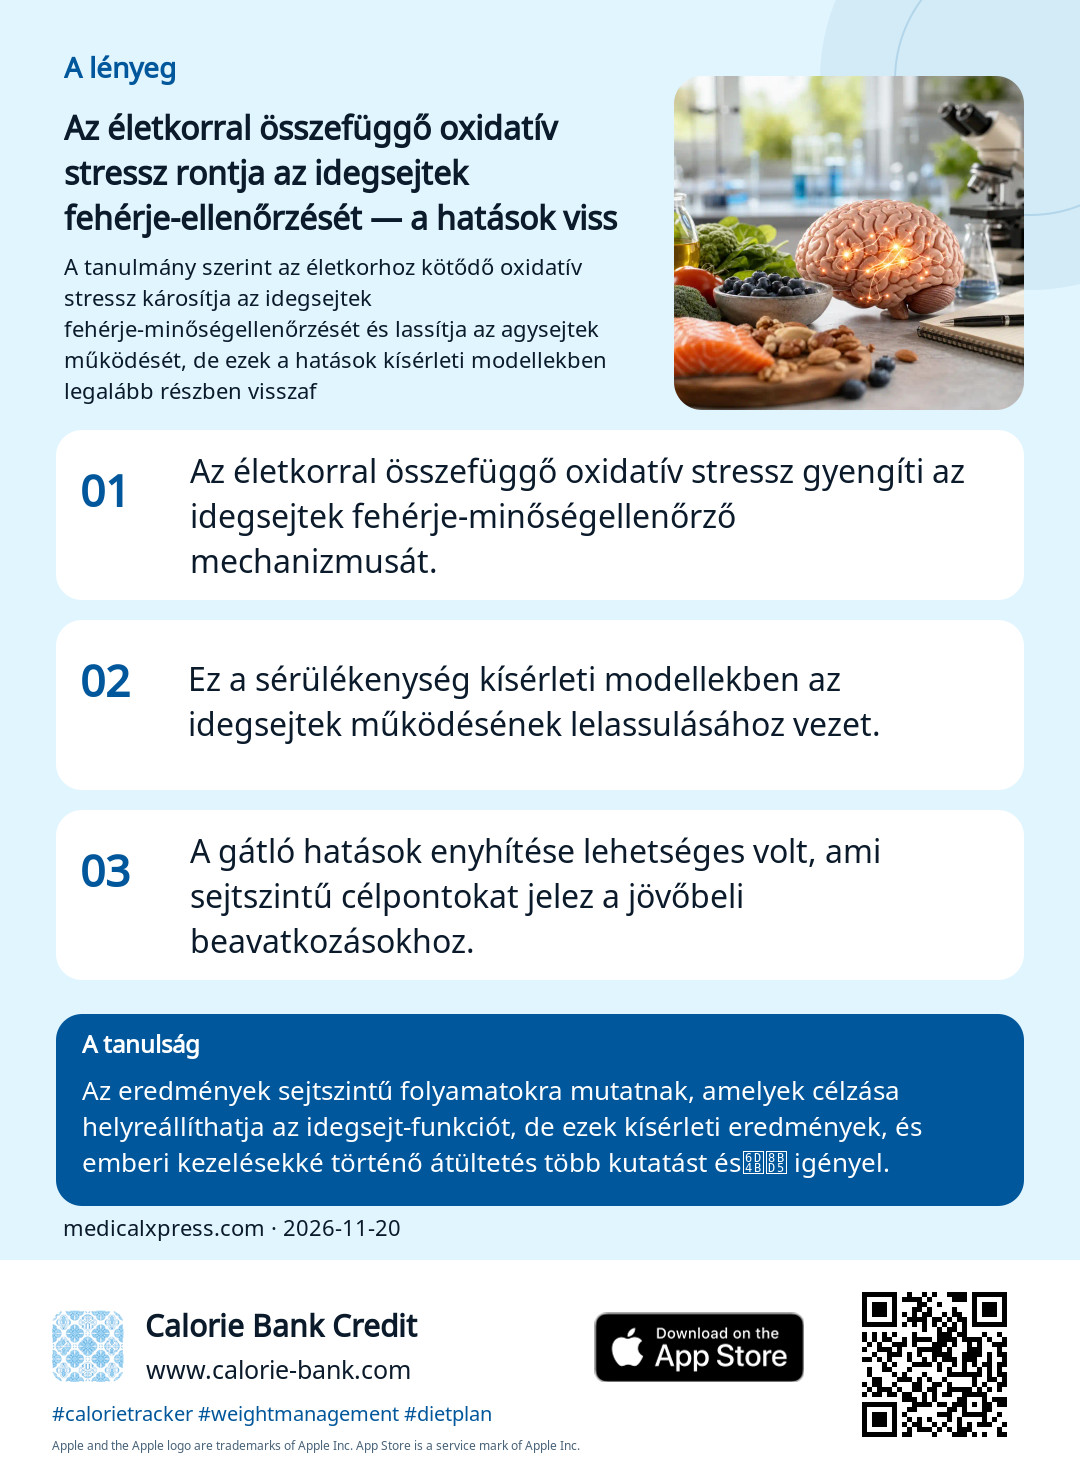 A lényeg
Az életkorral összefüggő oxidatív
stressz rontja az idegsejtek
fehérje-ellenőrzését — a hatások viss
A tanulmány szerint az életkorhoz kötődő oxidatív
stressz károsítja az idegsejtek
fehérje-minőségellenőrzését és lassítja az agysejtek
működését, de ezek a hatások kísérleti modellekben
legalább részben visszaf
01
Az életkorral összefüggő oxidatív stressz gyengíti az
idegsejtek fehérje-minőségellenőrző
mechanizmusát.
02
Ez a sérülékenység kísérleti modellekben az
idegsejtek működésének lelassulásához vezet.
03
A gátló hatások enyhítése lehetséges volt, ami
sejtszintű célpontokat jelez a jövőbeli
beavatkozásokhoz.
A tanulság
Az eredmények sejtszintű folyamatokra mutatnak, amelyek célzása
helyreállíthatja az idegsejt-funkciót, de ezek kísérleti eredmények, és
emberi kezelésekké történő átültetés több kutatást és igényel.
medicalxpress.com · 2026-11-20
Calorie Bank Credit
www.calorie-bank.com
Download on the
App Store
#calorietracker #weightmanagement #dietplan
Apple and the Apple logo are trademarks of Apple Inc. App Store is a service mark of Apple Inc.